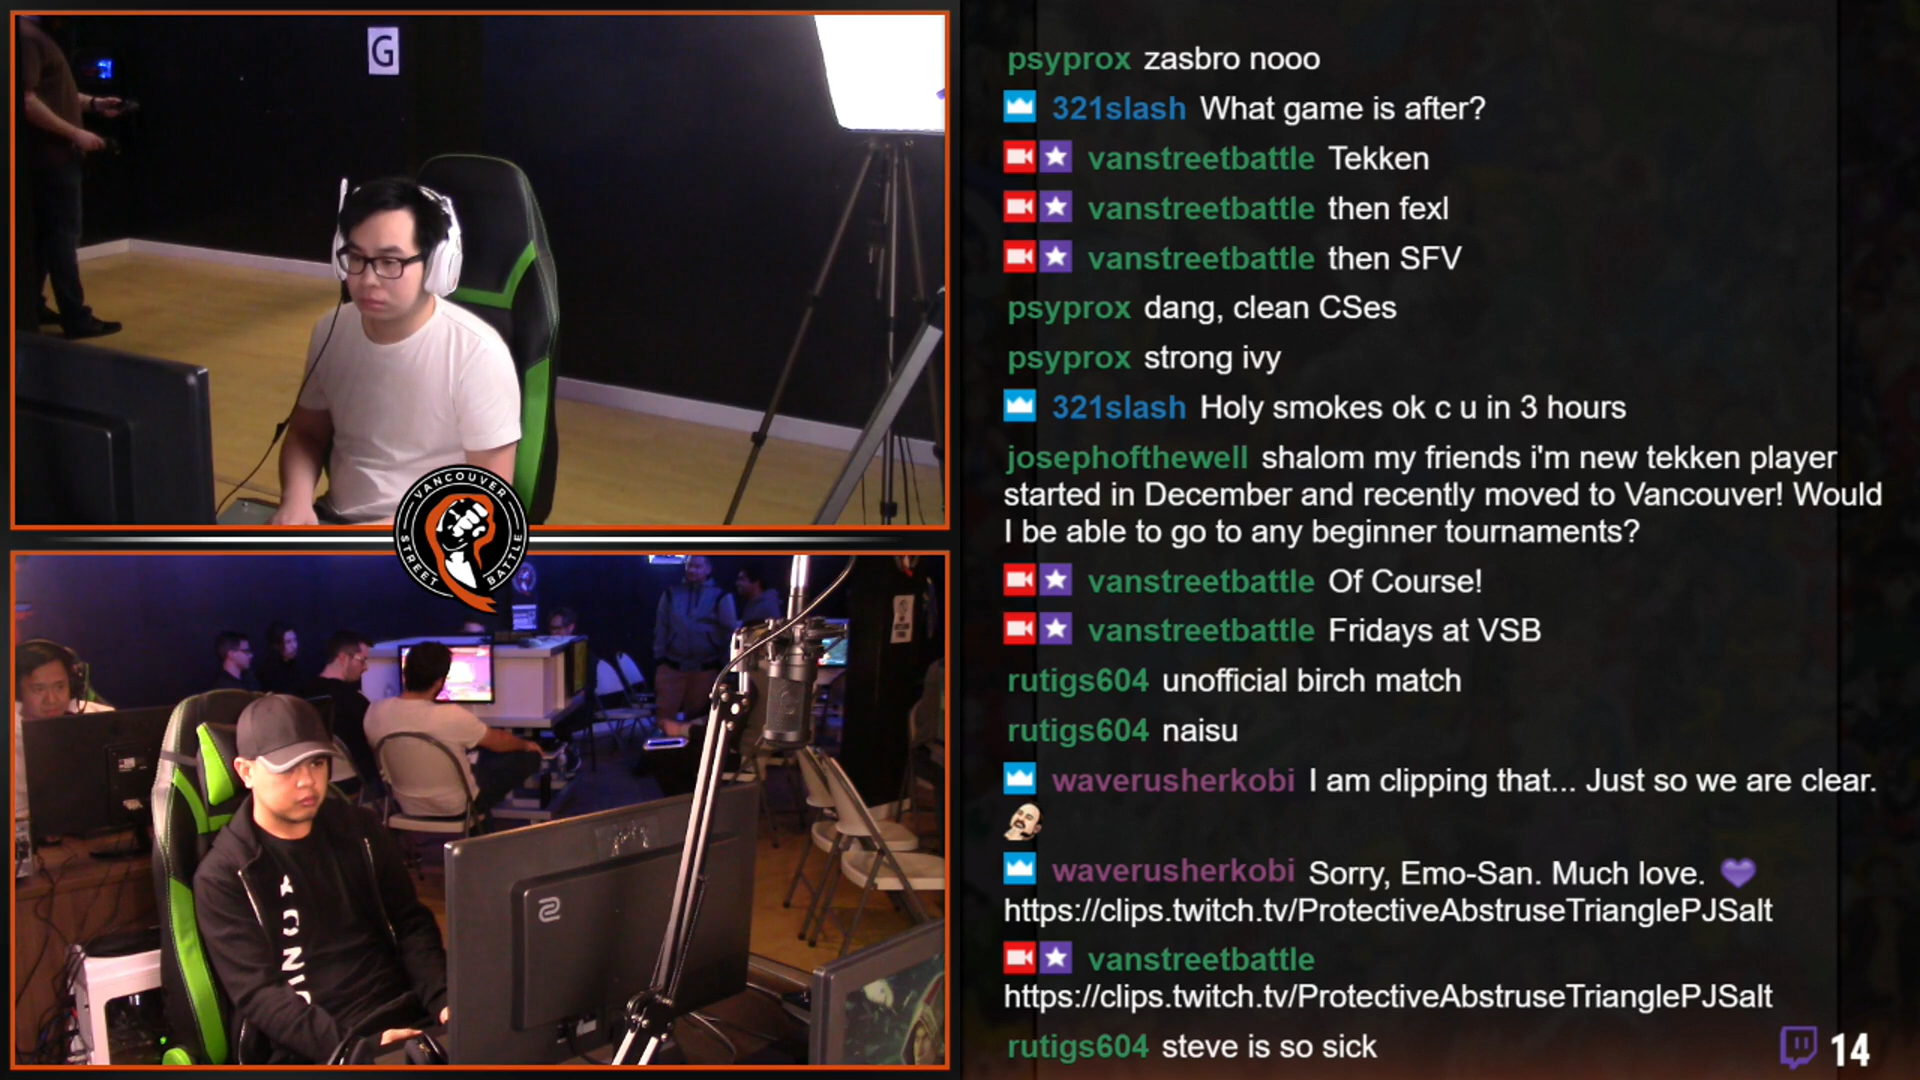 G
VANCOUVER
STREET BATTLE
psyprox zasbro nooo
321slash What game is after?
vanstreetbattle Tekken
vanstreetbattle then fexl
vanstreetbattle then SFV
psyprox dang, clean CSes
psyprox strong ivy
321slash Holy smokes ok c u in 3 hours
josephofthewell shalom my friends i'm new tekken player
started in December and recently moved to Vancouver! Would
I be able to go to any beginner tournaments?
vanstreetbattle Of Course!
vanstreetbattle Fridays at VSB
rutigs604 unofficial birch match
rutigs604 naisu
waverusherkobi I am clipping that... Just so we are clear.
waverusherkobi Sorry, Emo-San. Much love.
https://clips.twitch.tv/ProtectiveAbstruseTrianglePJSalt
vanstreetbattle
https://clips.twitch.tv/ProtectiveAbstruseTrianglePJSalt
rutigs604 steve is so sick
14